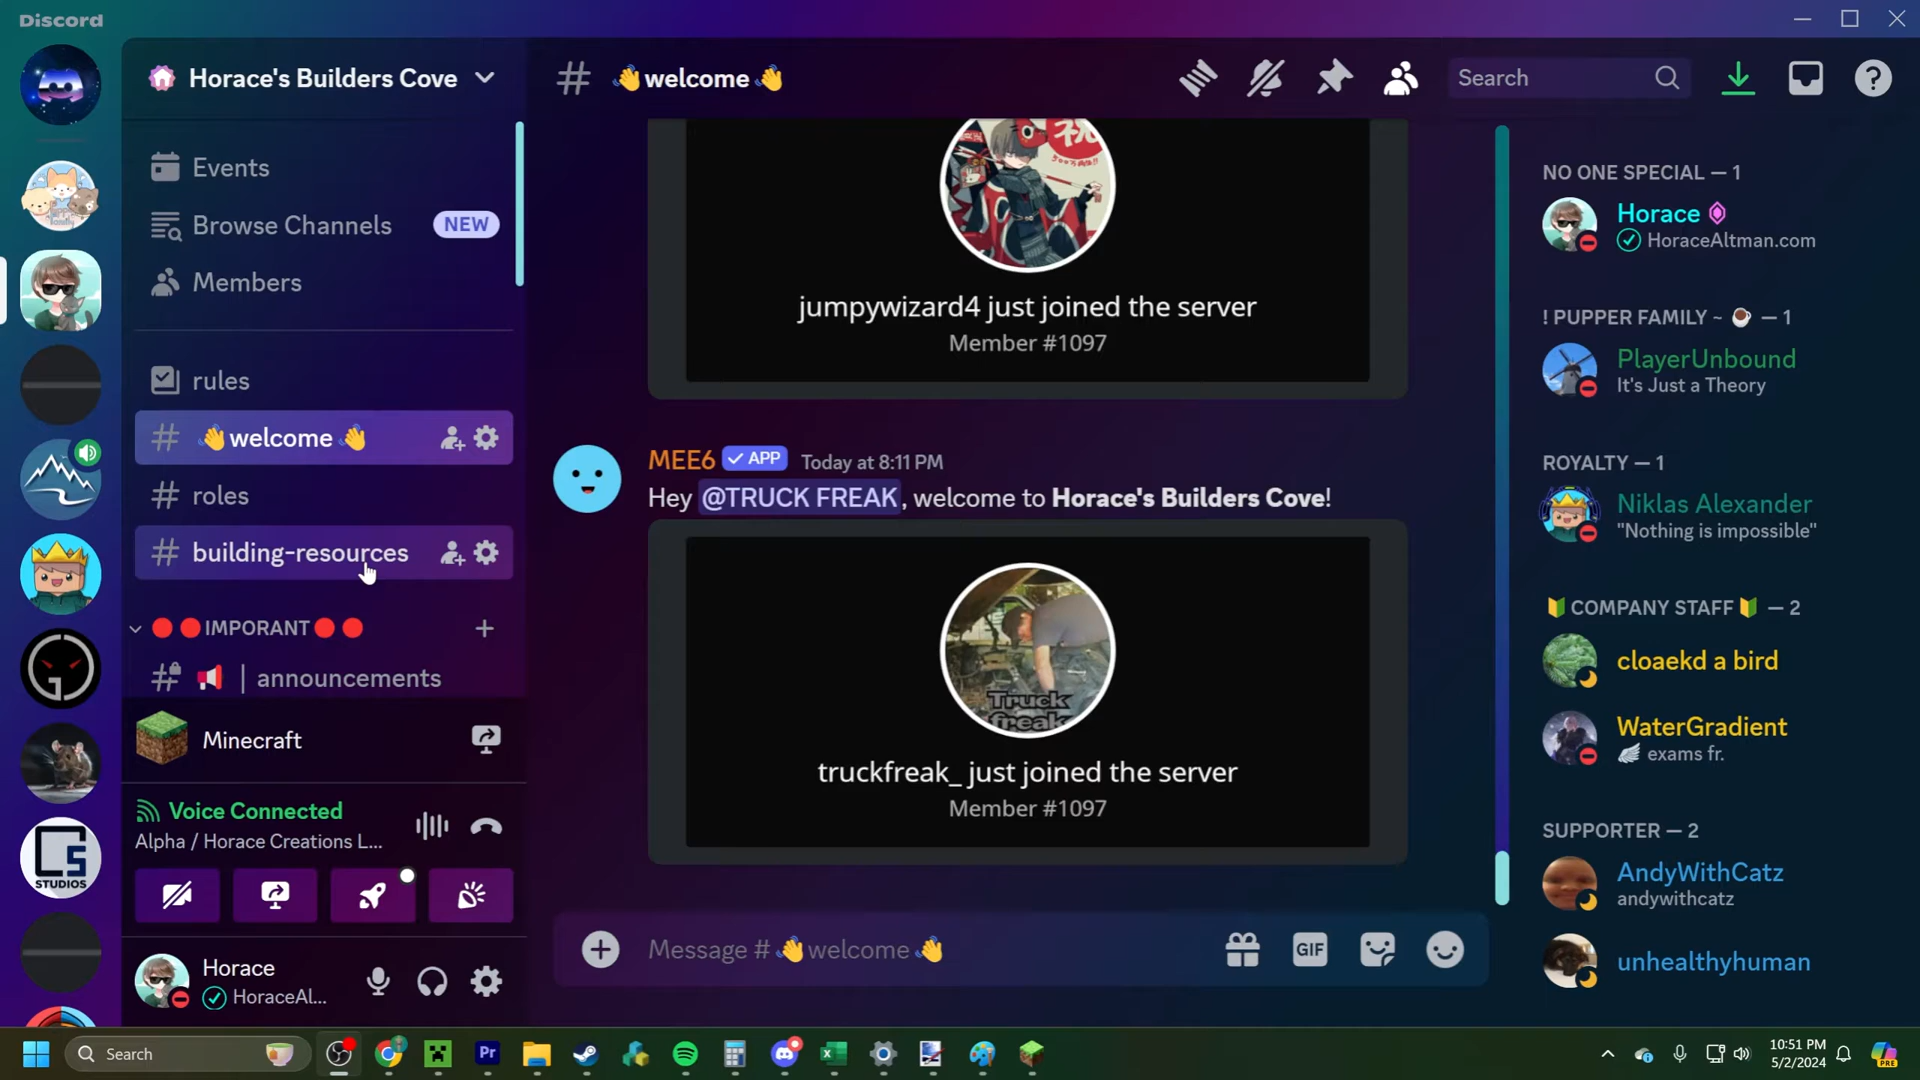 Discord
Horace's Builders Cove
Events
Browse Channels NEW
Members
rules
# 👋welcome 👋
# roles
# building-resources
🔴 🔴 IMPORANT 🔴 🔴
📢 | announcements
Minecraft
Voice Connected
Alpha / Horace Creations L...
Horace
HoraceAl...
# 👋welcome 👋
Search
祝
jumpywizard4 just joined the server
Member #1097
MEE6 ✓ APP Today at 8:11 PM
Hey @TRUCK FREAK, welcome to Horace's Builders Cove!
Truck
freak
truckfreak_ just joined the server
Member #1097
Message # 👋welcome 👋
GIF
NO ONE SPECIAL — 1
Horace
HoraceAltman.com
! PUPPER FAMILY ~ ☕ — 1
PlayerUnbound
It's Just a Theory
ROYALTY — 1
Niklas Alexander
"Nothing is impossible"
🔰 COMPANY STAFF 🔰 — 2
cloaekd a bird
WaterGradient
🪽 exams fr.
SUPPORTER — 2
AndyWithCatz
andywithcatz
unhealthyhuman
STUDIOS
Search
Pr
10:51 PM
5/2/2024
PRE